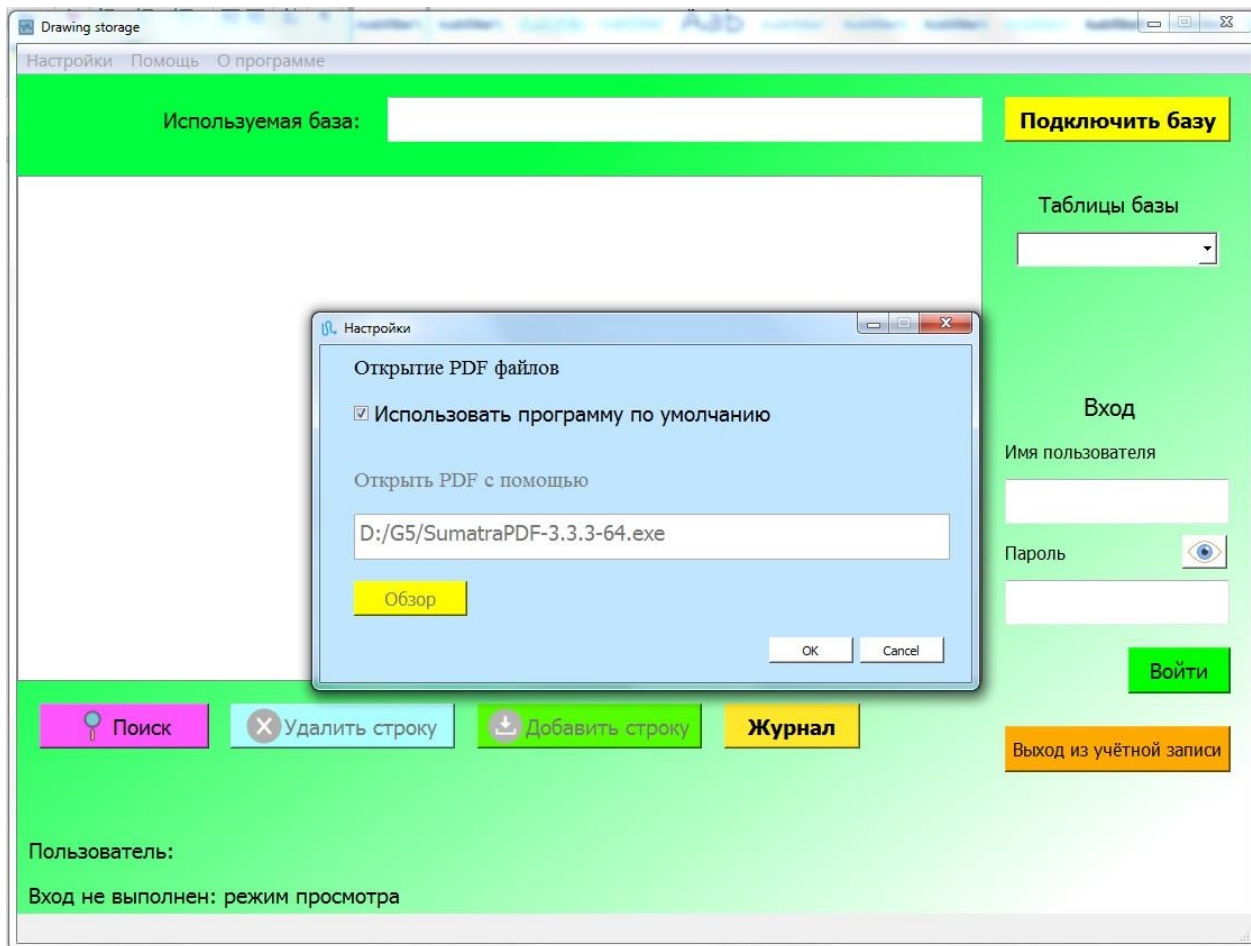 Drawing storage
Настройки Помощь О программе
Используемая база:
Подключить базу
Таблицы базы
Настройки
Открытие PDF файлов
Использовать программу по умолчанию
Открыть PDF с помощью
D:/G5/SumatraPDF-3.3.3-64.exe
Обзор
OK Cancel
Вход
Имя пользователя
Пароль
Войти
Поиск Удалить строку Добавить строку Журнал
Выход из учётной записи
Пользователь:
Вход не выполнен: режим просмотра